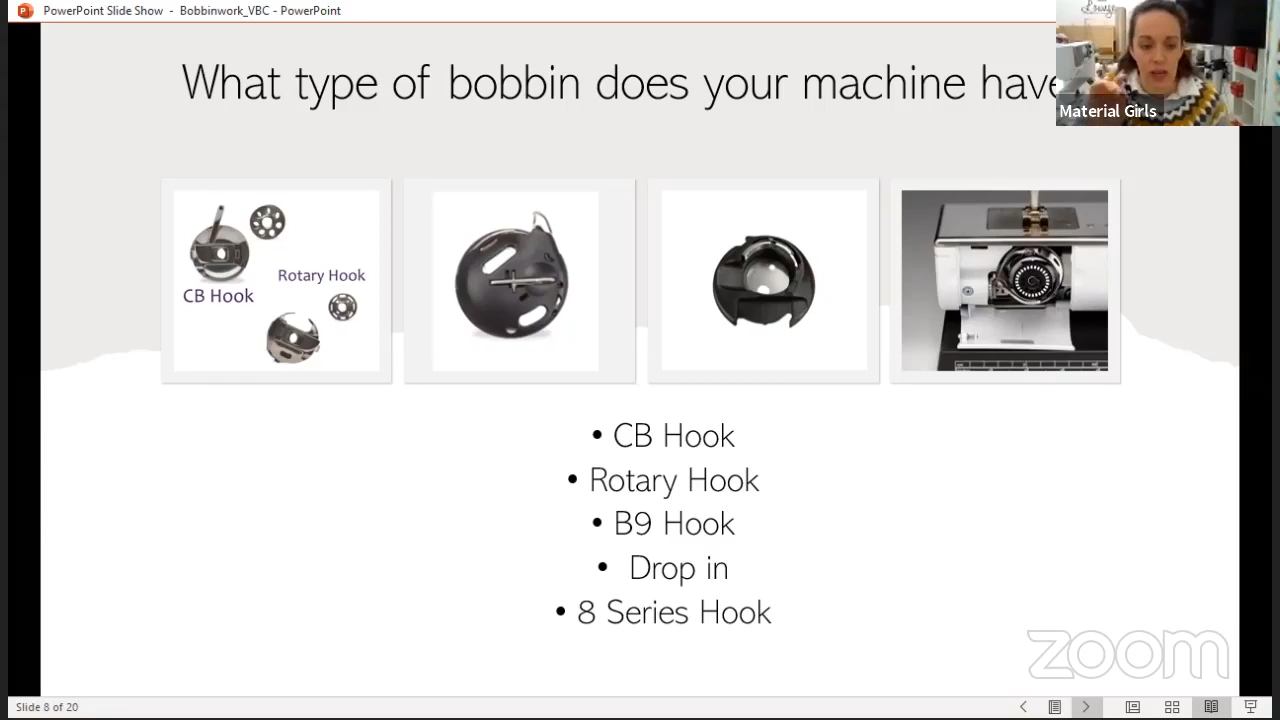 PowerPoint Slide Show - Bobbinwork_VBC - PowerPoint
What type of bobbin does your machine have
Material Girls
CB Hook
Rotary Hook
• CB Hook
• Rotary Hook
• B9 Hook
• Drop in
• 8 Series Hook
zoom
Slide 8 of 20